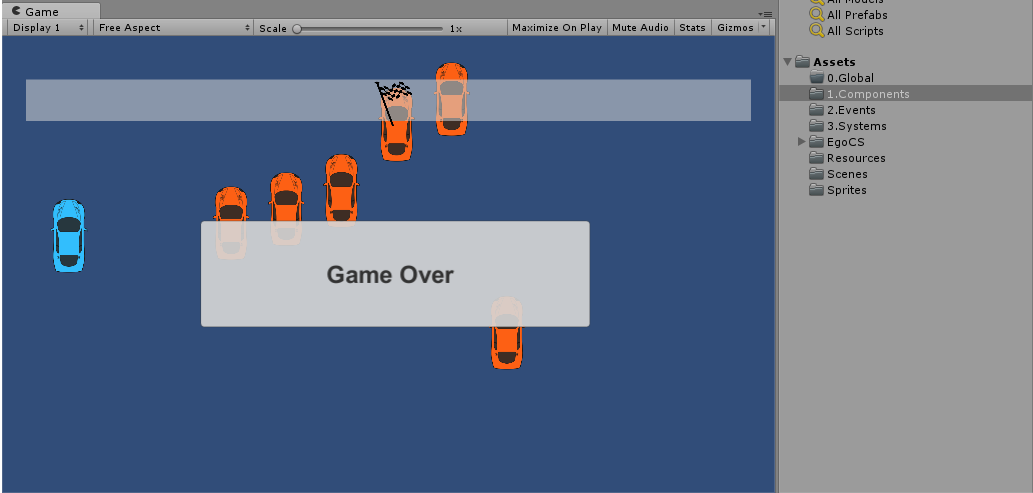 Game
Display 1
Free Aspect
Scale
1x
Maximize On Play
Mute Audio
Stats
Gizmos
Game Over
All Models
All Prefabs
All Scripts
Assets
0.Global
1.Components
2.Events
3.Systems
EgoCS
Resources
Scenes
Sprites